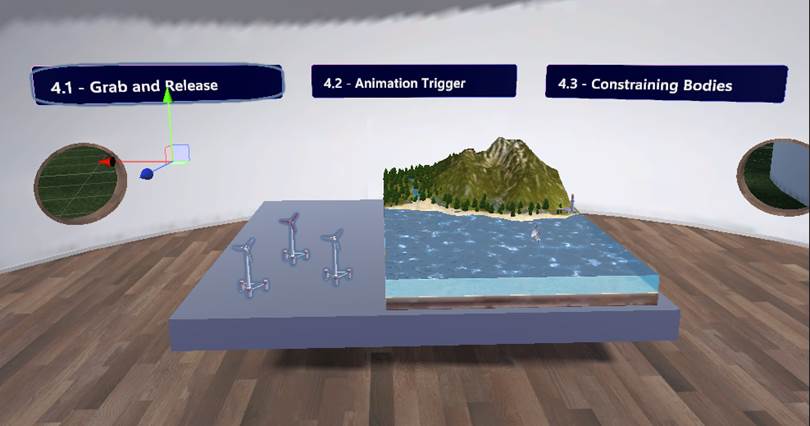 4.1 - Grab and Release
4.2 - Animation Trigger
4.3 - Constraining Bodies